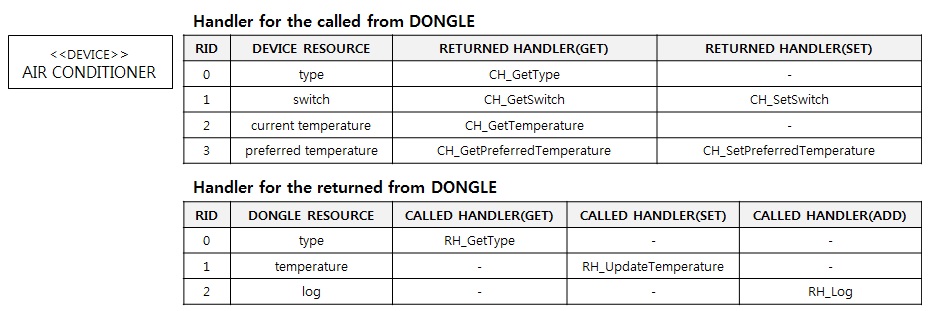 Handler for the called from DONGLE
<<DEVICE>>
AIR CONDITIONER
RID DEVICE RESOURCE RETURNED HANDLER(GET) RETURNED HANDLER(SET)
0 type CH_GetType -
1 switch CH_GetSwitch CH_SetSwitch
2 current temperature CH_GetTemperature -
3 preferred temperature CH_GetPreferredTemperature CH_SetPreferredTemperature
Handler for the returned from DONGLE
RID DONGLE RESOURCE CALLED HANDLER(GET) CALLED HANDLER(SET) CALLED HANDLER(ADD)
0 type RH_GetType - -
1 temperature - RH_UpdateTemperature -
2 log - - RH_Log